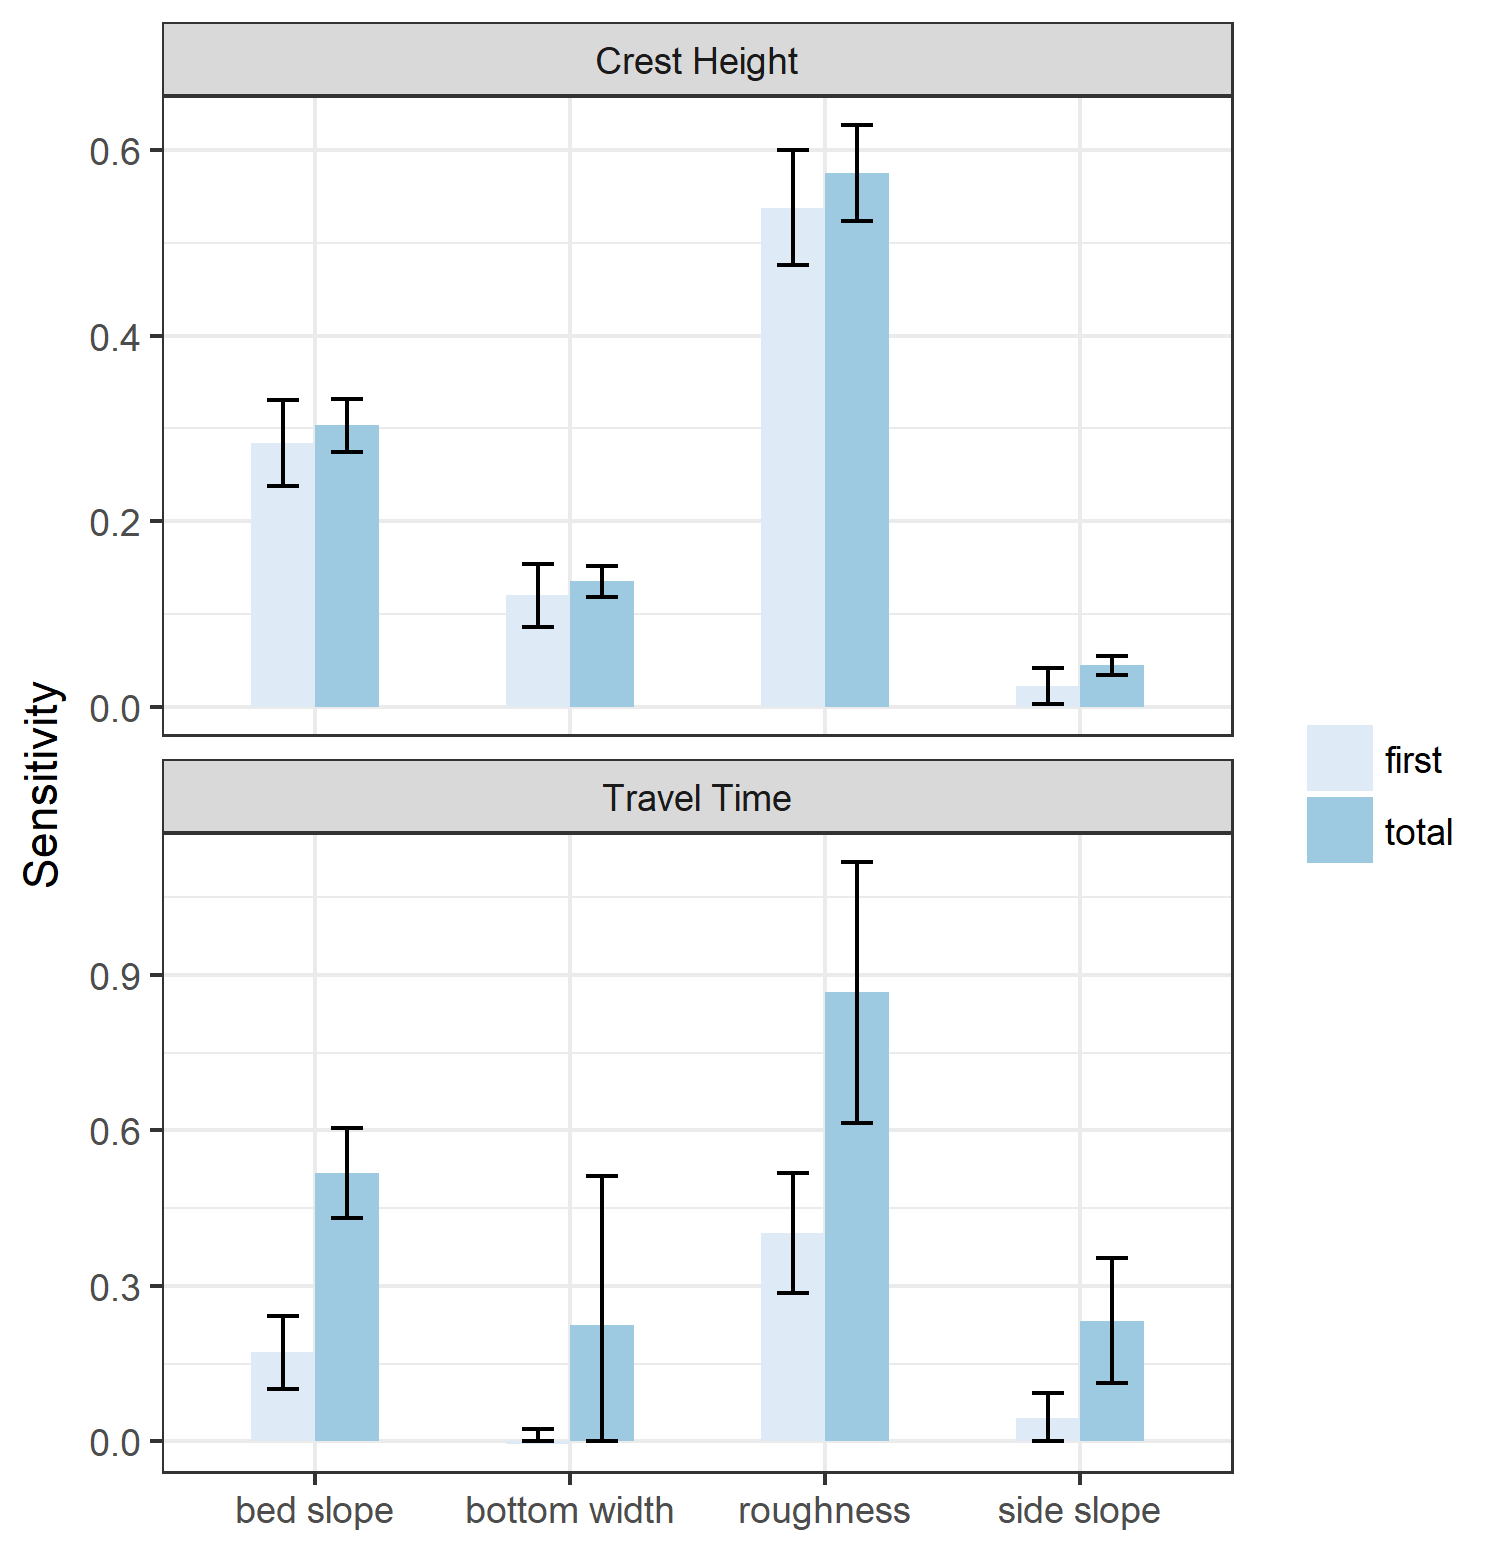 Crest Height
0.6
0.4
0.2
0.0
Sensitivity
Travel Time
0.9
0.6
0.3
0.0
bed slope
bottom width
roughness
side slope
first
total